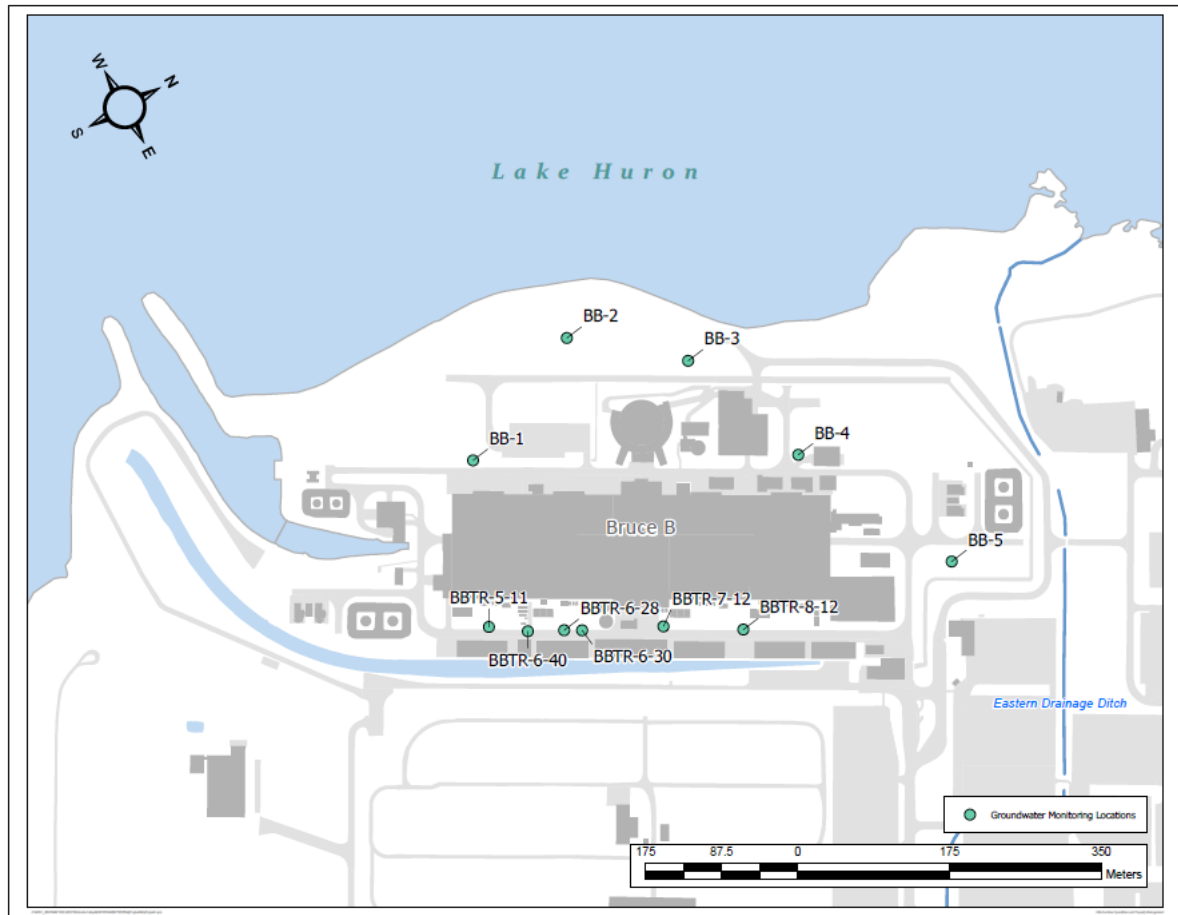 W
N
S
E
Lake Huron
BB-2
BB-3
BB-1
BB-4
Bruce B
BB-5
BBTR-5-11
BBTR-6-28
BBTR-7-12
BBTR-8-12
BBTR-6-40
BBTR-6-30
Eastern Drainage Ditch
Groundwater Monitoring Locations
175 87.5 0 175 350
Meters